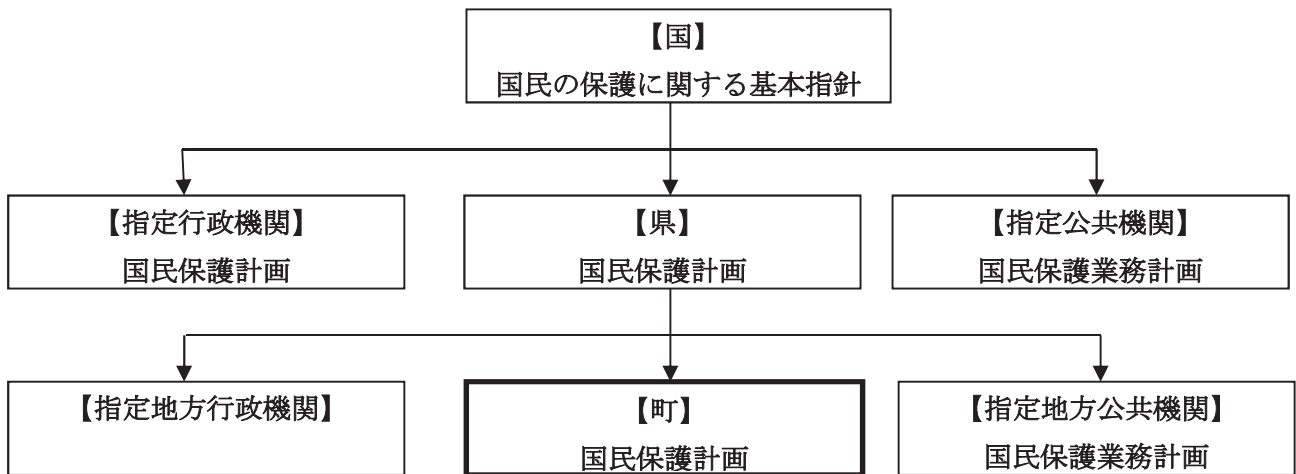 【国】
国民の保護に関する基本指針
【指定行政機関】
国民保護計画
【県】
国民保護計画
【指定公共機関】
国民保護業務計画
【指定地方行政機関】
【町】
国民保護計画
【指定地方公共機関】
国民保護業務計画